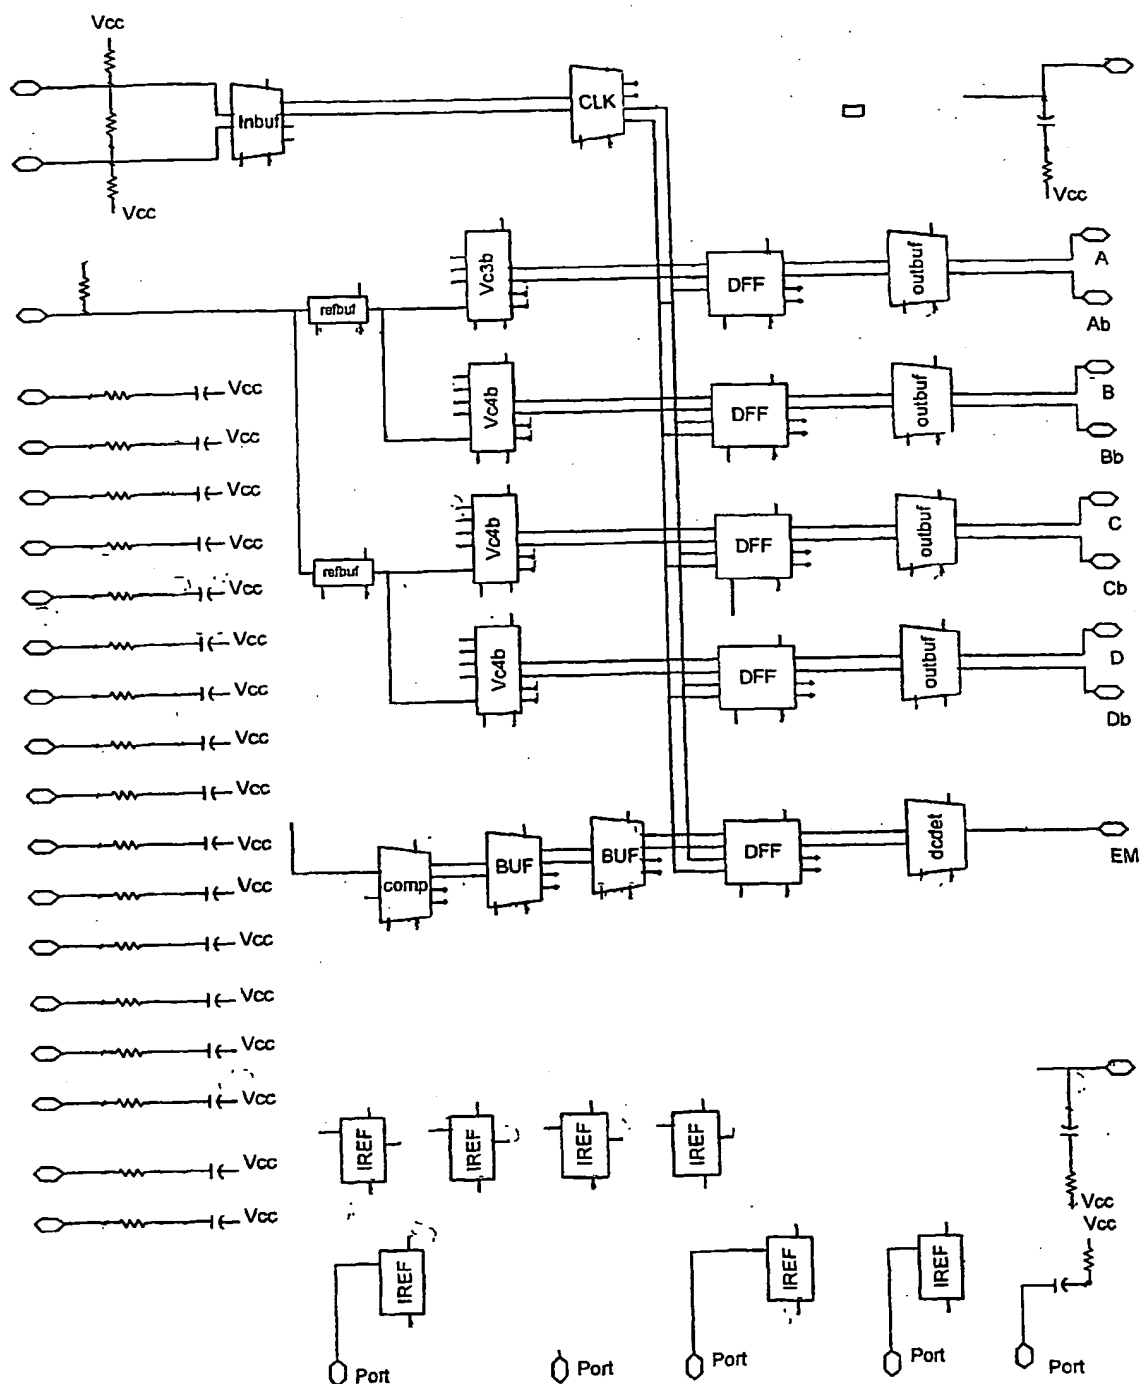 Vcc
Inbuf
CLK
Vcc
Vcc
Vc3b
DFF
outbuf
A
Ab
refbuf
Vcc
Vc4b
DFF
outbuf
B
Bb
Vcc
Vcc
Vcc
Vc4b
DFF
outbuf
C
Cb
refbuf
Vcc
Vcc
Vc4b
DFF
outbuf
D
Db
Vcc
Vcc
Vcc
Vcc
comp
BUF
BUF
DFF
dcdet
EM
Vcc
Vcc
Vcc
Vcc
Vcc
IREF
IREF
IREF
IREF
Vcc
Vcc
Vcc
Vcc
IREF
IREF
IREF
Port
Port
Port
Port
Port